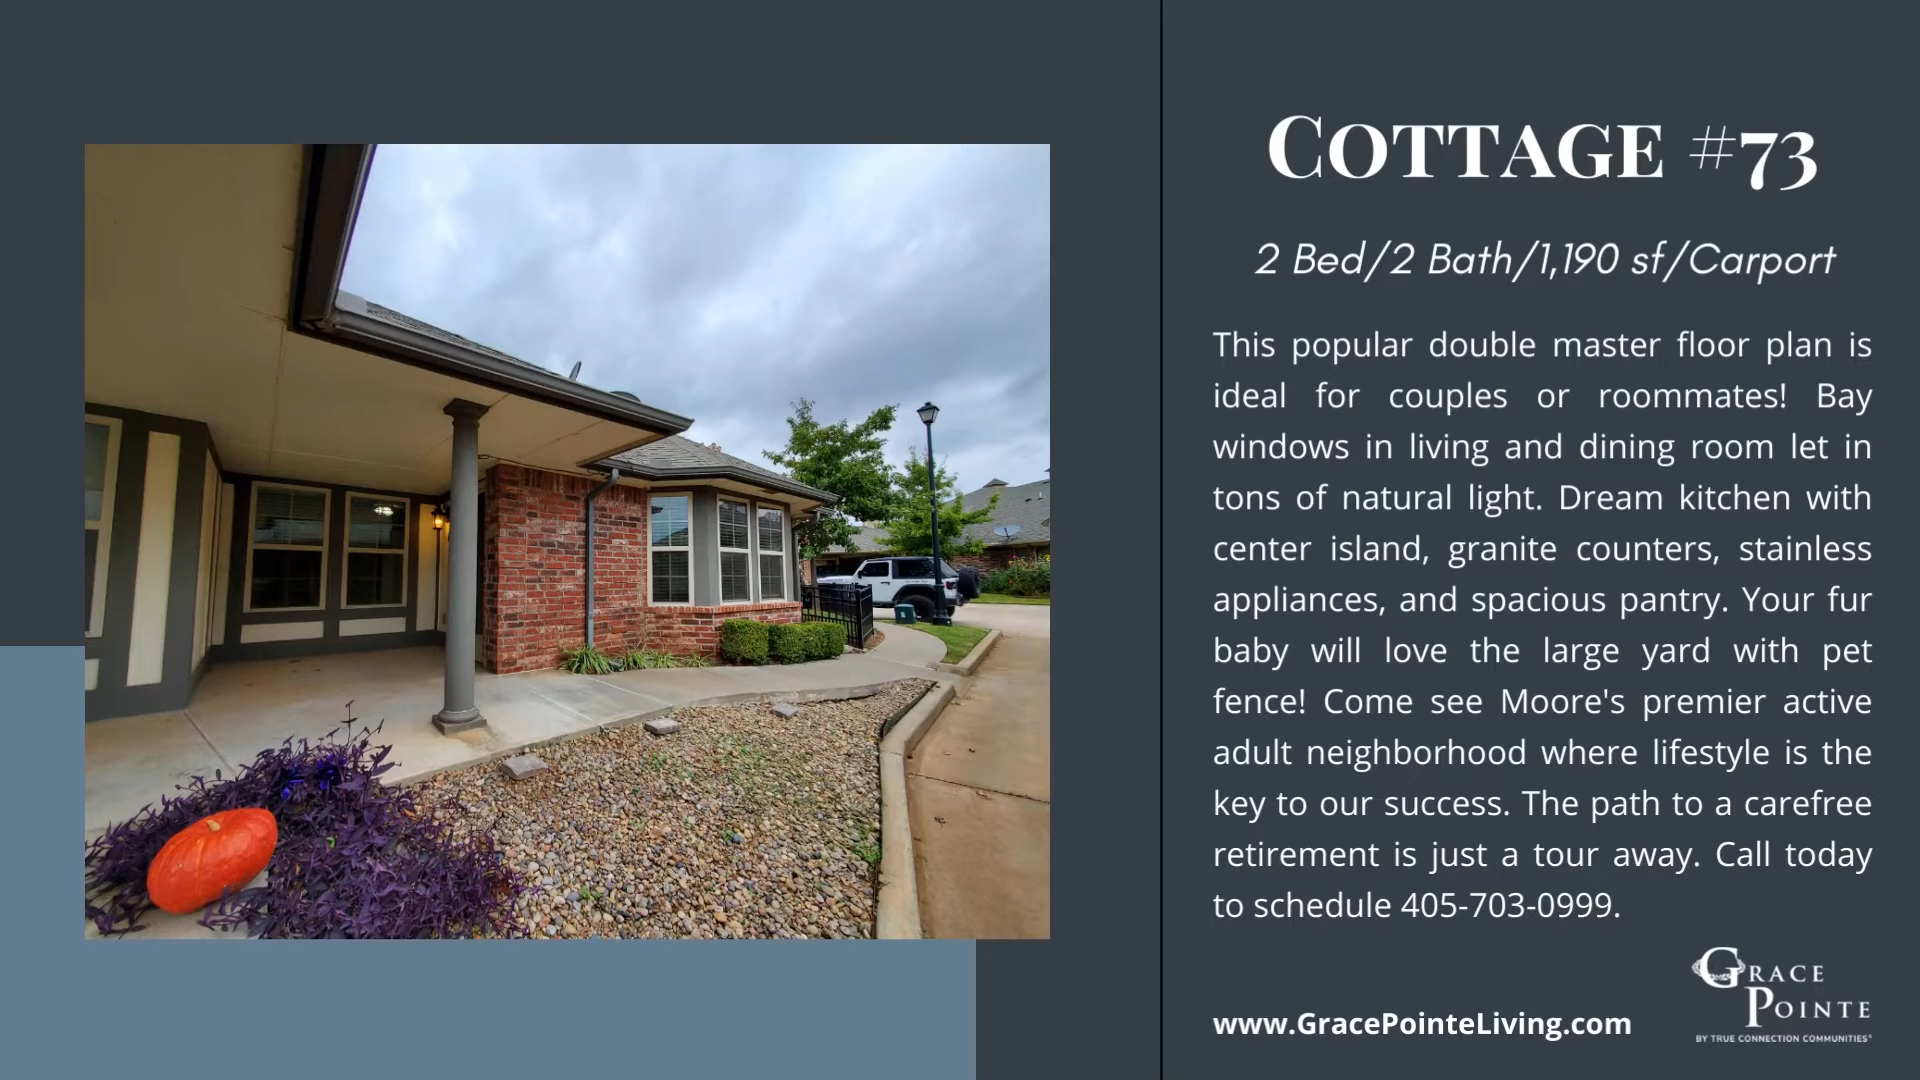 COTTAGE #73
2 Bed/2 Bath/1,190 sf/Carport
This popular double master floor plan is
ideal for couples or roommates! Bay
windows in living and dining room let in
tons of natural light. Dream kitchen with
center island, granite counters, stainless
appliances, and spacious pantry. Your fur
baby will love the large yard with pet
fence! Come see Moore's premier active
adult neighborhood where lifestyle is the
key to our success. The path to a carefree
retirement is just a tour away. Call today
to schedule 405-703-0999.
www.GracePointeLiving.com
GRACE
POINTE
BY TRUE CONNECTION COMMUNITIES®